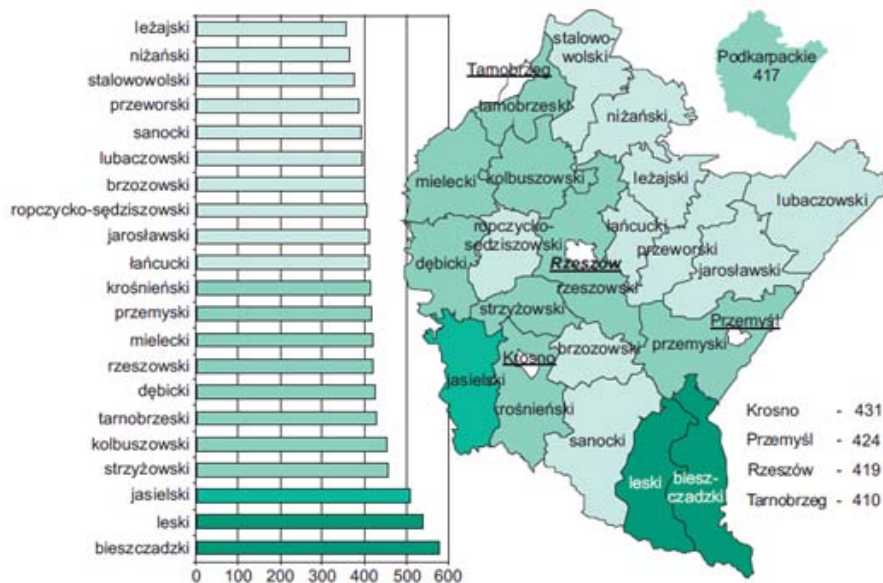 leżajski
niżański
stalowowolski
przeworski
sanocki
lubaczowski
brzozowski
ropczycko-sędziszowski
jarosławski
łańcucki
krośnieński
przemyski
mielecki
rzeszowski
dębicki
tarnobrzeski
kolbuszowski
strzyżowski
jasielski
leski
bieszczadzki
0 100 200 300 400 500 600
stalowo-
wolski
Tarnobrzeg
tarnobrzeski
niżański
Podkarpackie
417
mielecki
kolbuszowski
leżajski
lubaczowski
ropczycko-
sędziszowski
łańcucki
przeworski
jarosławski
dębicki
Rzeszów
rzeszowski
strzyżowski
Przemyśl
przemyski
Krosno
brzozowski
jasielski
krośnieński
sanocki
leski
biesz-
czadzki
Krosno - 431
Przemyśl - 424
Rzeszów - 419
Tarnobrzeg - 410